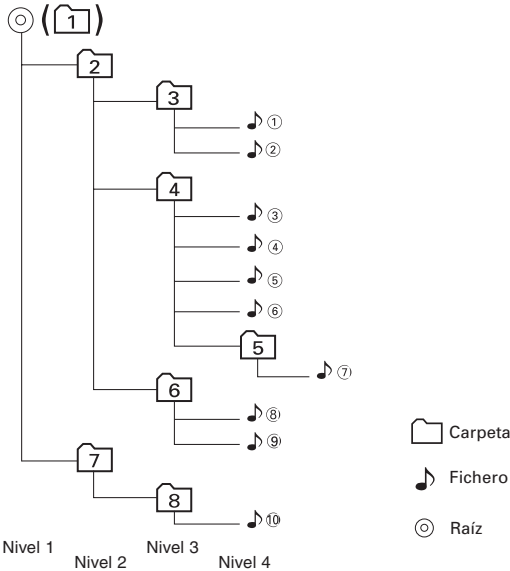 (1)
2
3
①
②
4
③
④
⑤
⑥
5
⑦
6
⑧
⑨
7
8
⑩
Carpeta
Fichero
Raíz
Nivel 1
Nivel 2
Nivel 3
Nivel 4